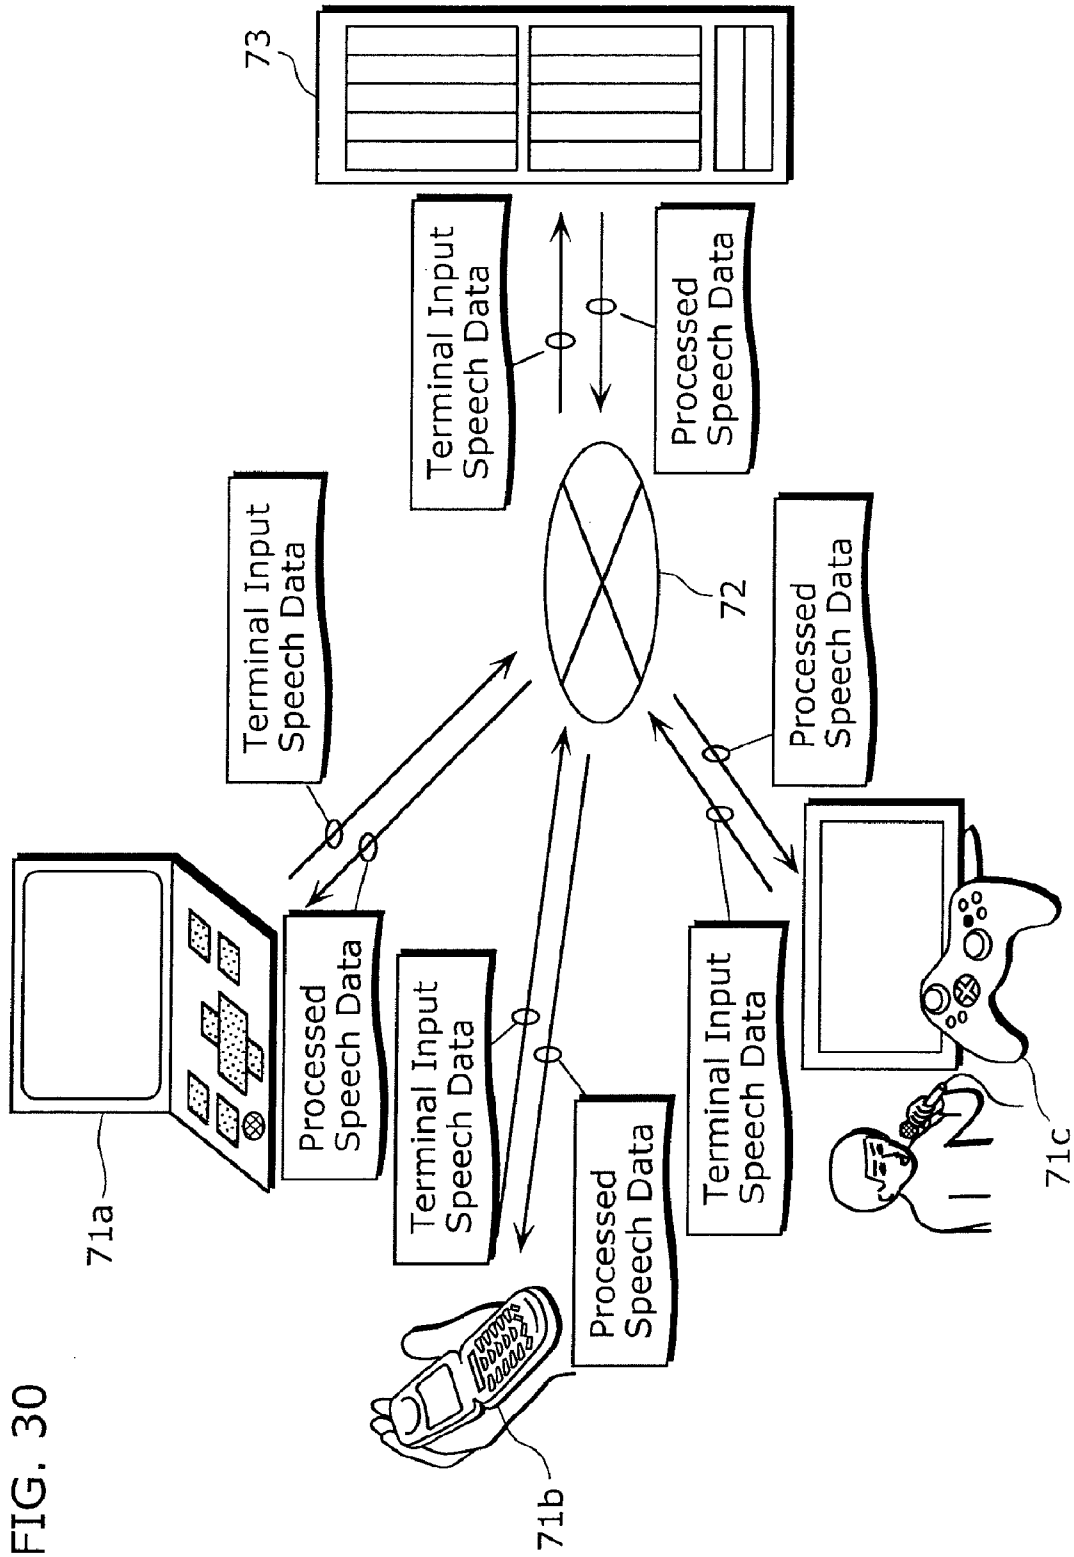 FIG. 30
71a
Terminal Input
Speech Data
Processed
Speech Data
73
Terminal Input
Speech Data
Processed
Speech Data
72
71b
Terminal Input
Speech Data
Processed
Speech Data
Terminal Input
Speech Data
Processed
Speech Data
71c